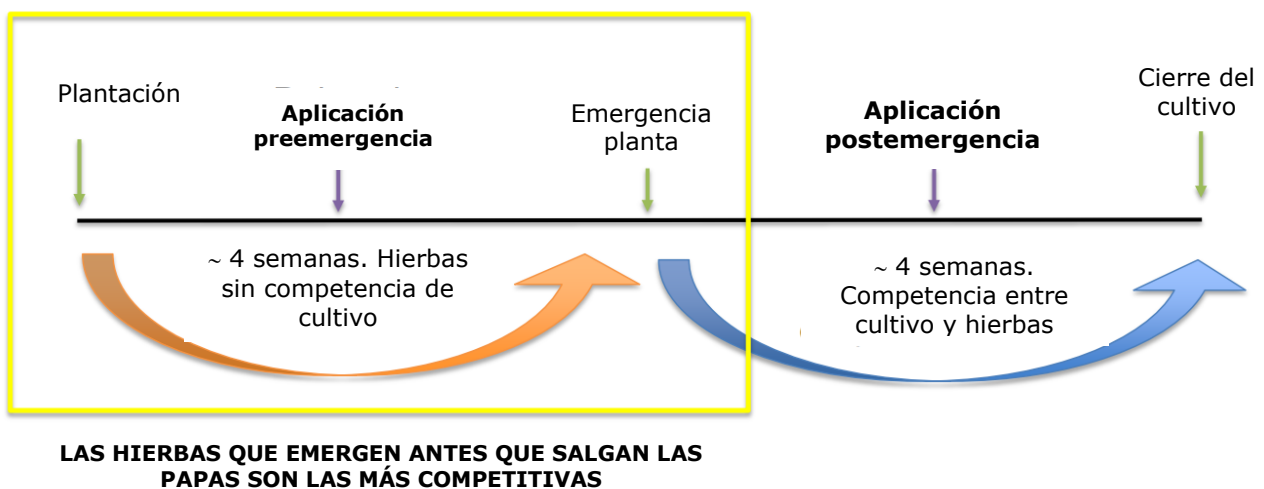 Plantación
Aplicación
preemergencia
Emergencia
planta
Aplicación
postemergencia
Cierre del
cultivo
~ 4 semanas. Hierbas
sin competencia de
cultivo
~ 4 semanas.
Competencia entre
cultivo y hierbas
LAS HIERBAS QUE EMERGEN ANTES QUE SALGAN LAS
PAPAS SON LAS MÁS COMPETITIVAS